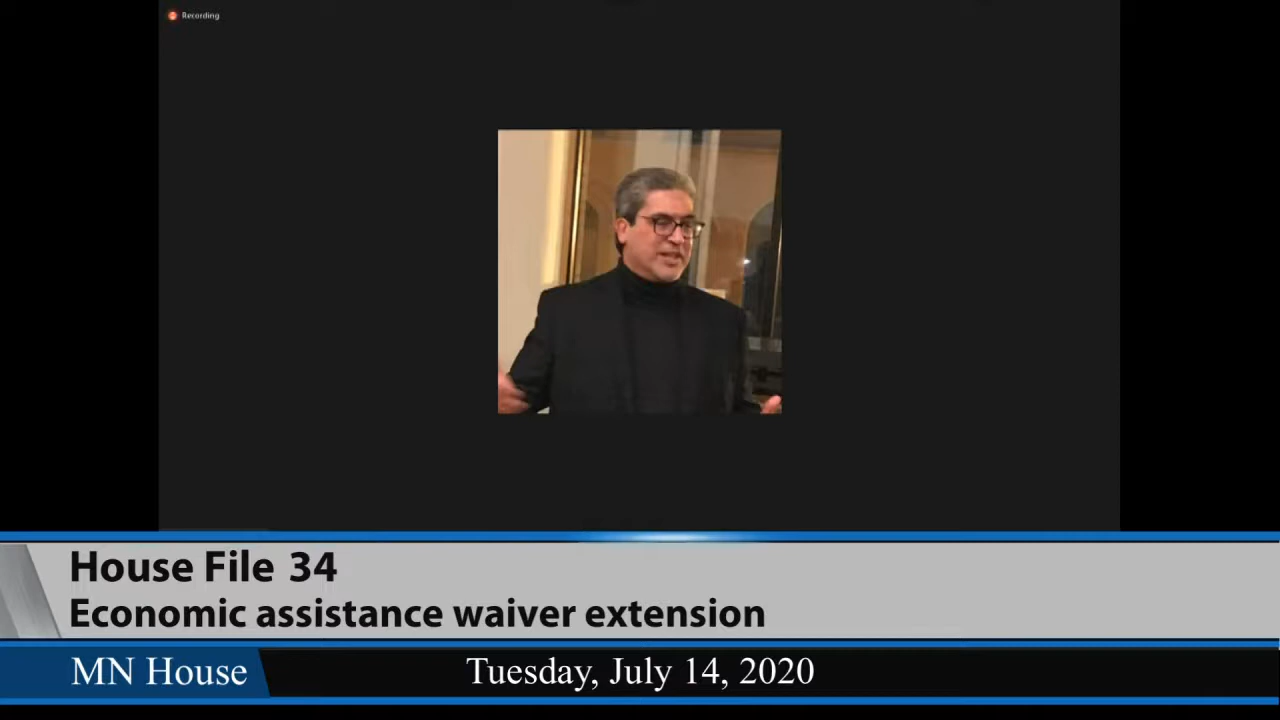 Recording
House File 34
Economic assistance waiver extension
MN House
Tuesday, July 14, 2020